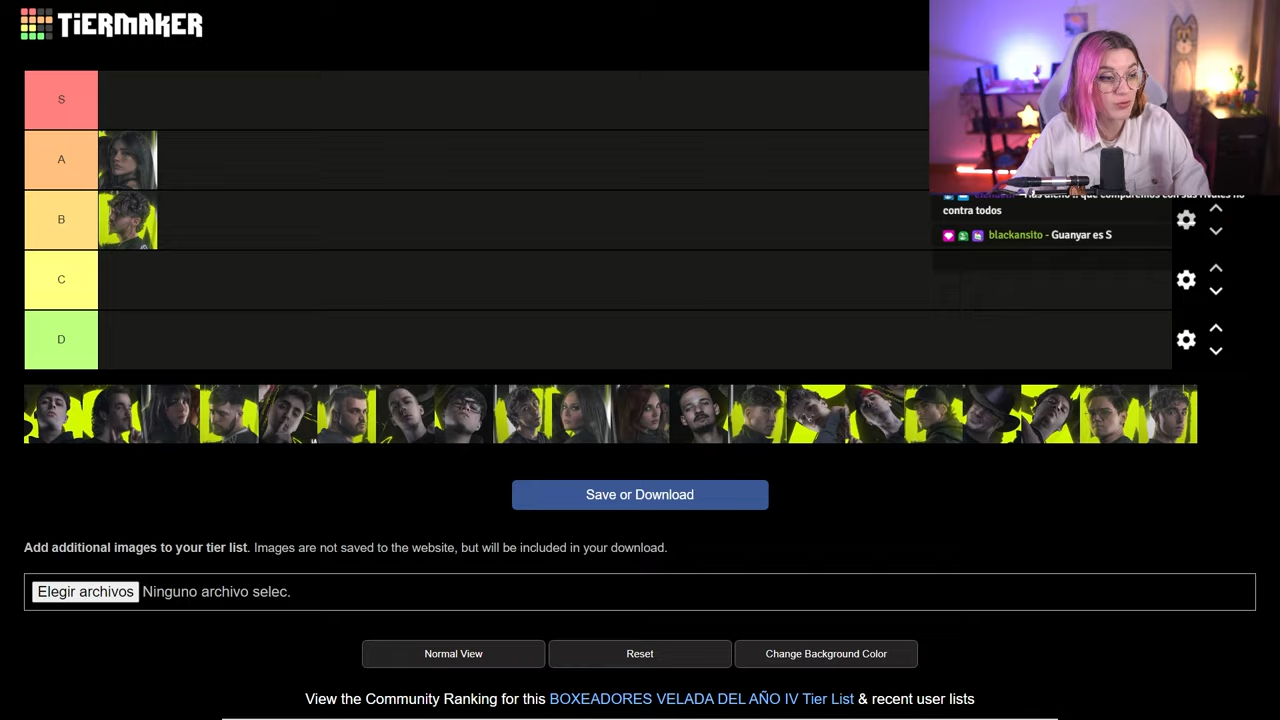 TiERMAKER
S
A
B
contra todos
blackansito - Guanyar es S
C
D
Save or Download
Add additional images to your tier list. Images are not saved to the website, but will be included in your download.
Elegir archivos Ninguno archivo selec.
Normal View
Reset
Change Background Color
View the Community Ranking for this BOXEADORES VELADA DEL AÑO IV Tier List & recent user lists